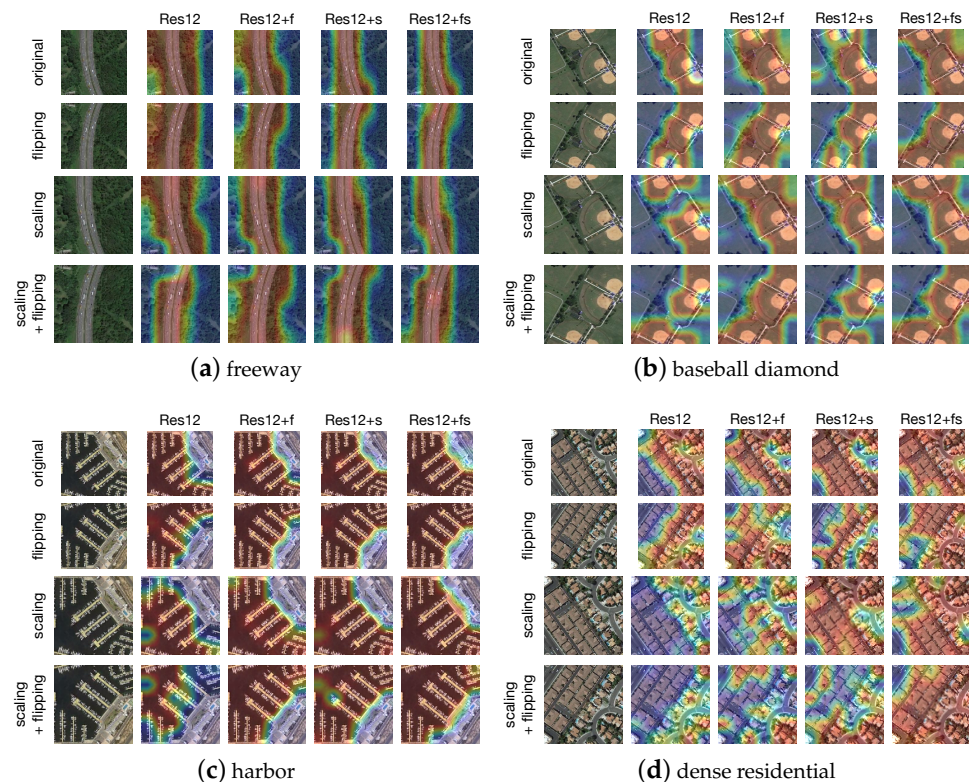 Res12 Res12+f Res12+s Res12+fs
original
flipping
scaling
scaling
+ flipping
(a) freeway
Res12 Res12+f Res12+s Res12+fs
original
flipping
scaling
scaling
+ flipping
(b) baseball diamond
Res12 Res12+f Res12+s Res12+fs
original
flipping
scaling
scaling
+ flipping
(c) harbor
Res12 Res12+f Res12+s Res12+fs
original
flipping
scaling
scaling
+ flipping
(d) dense residential